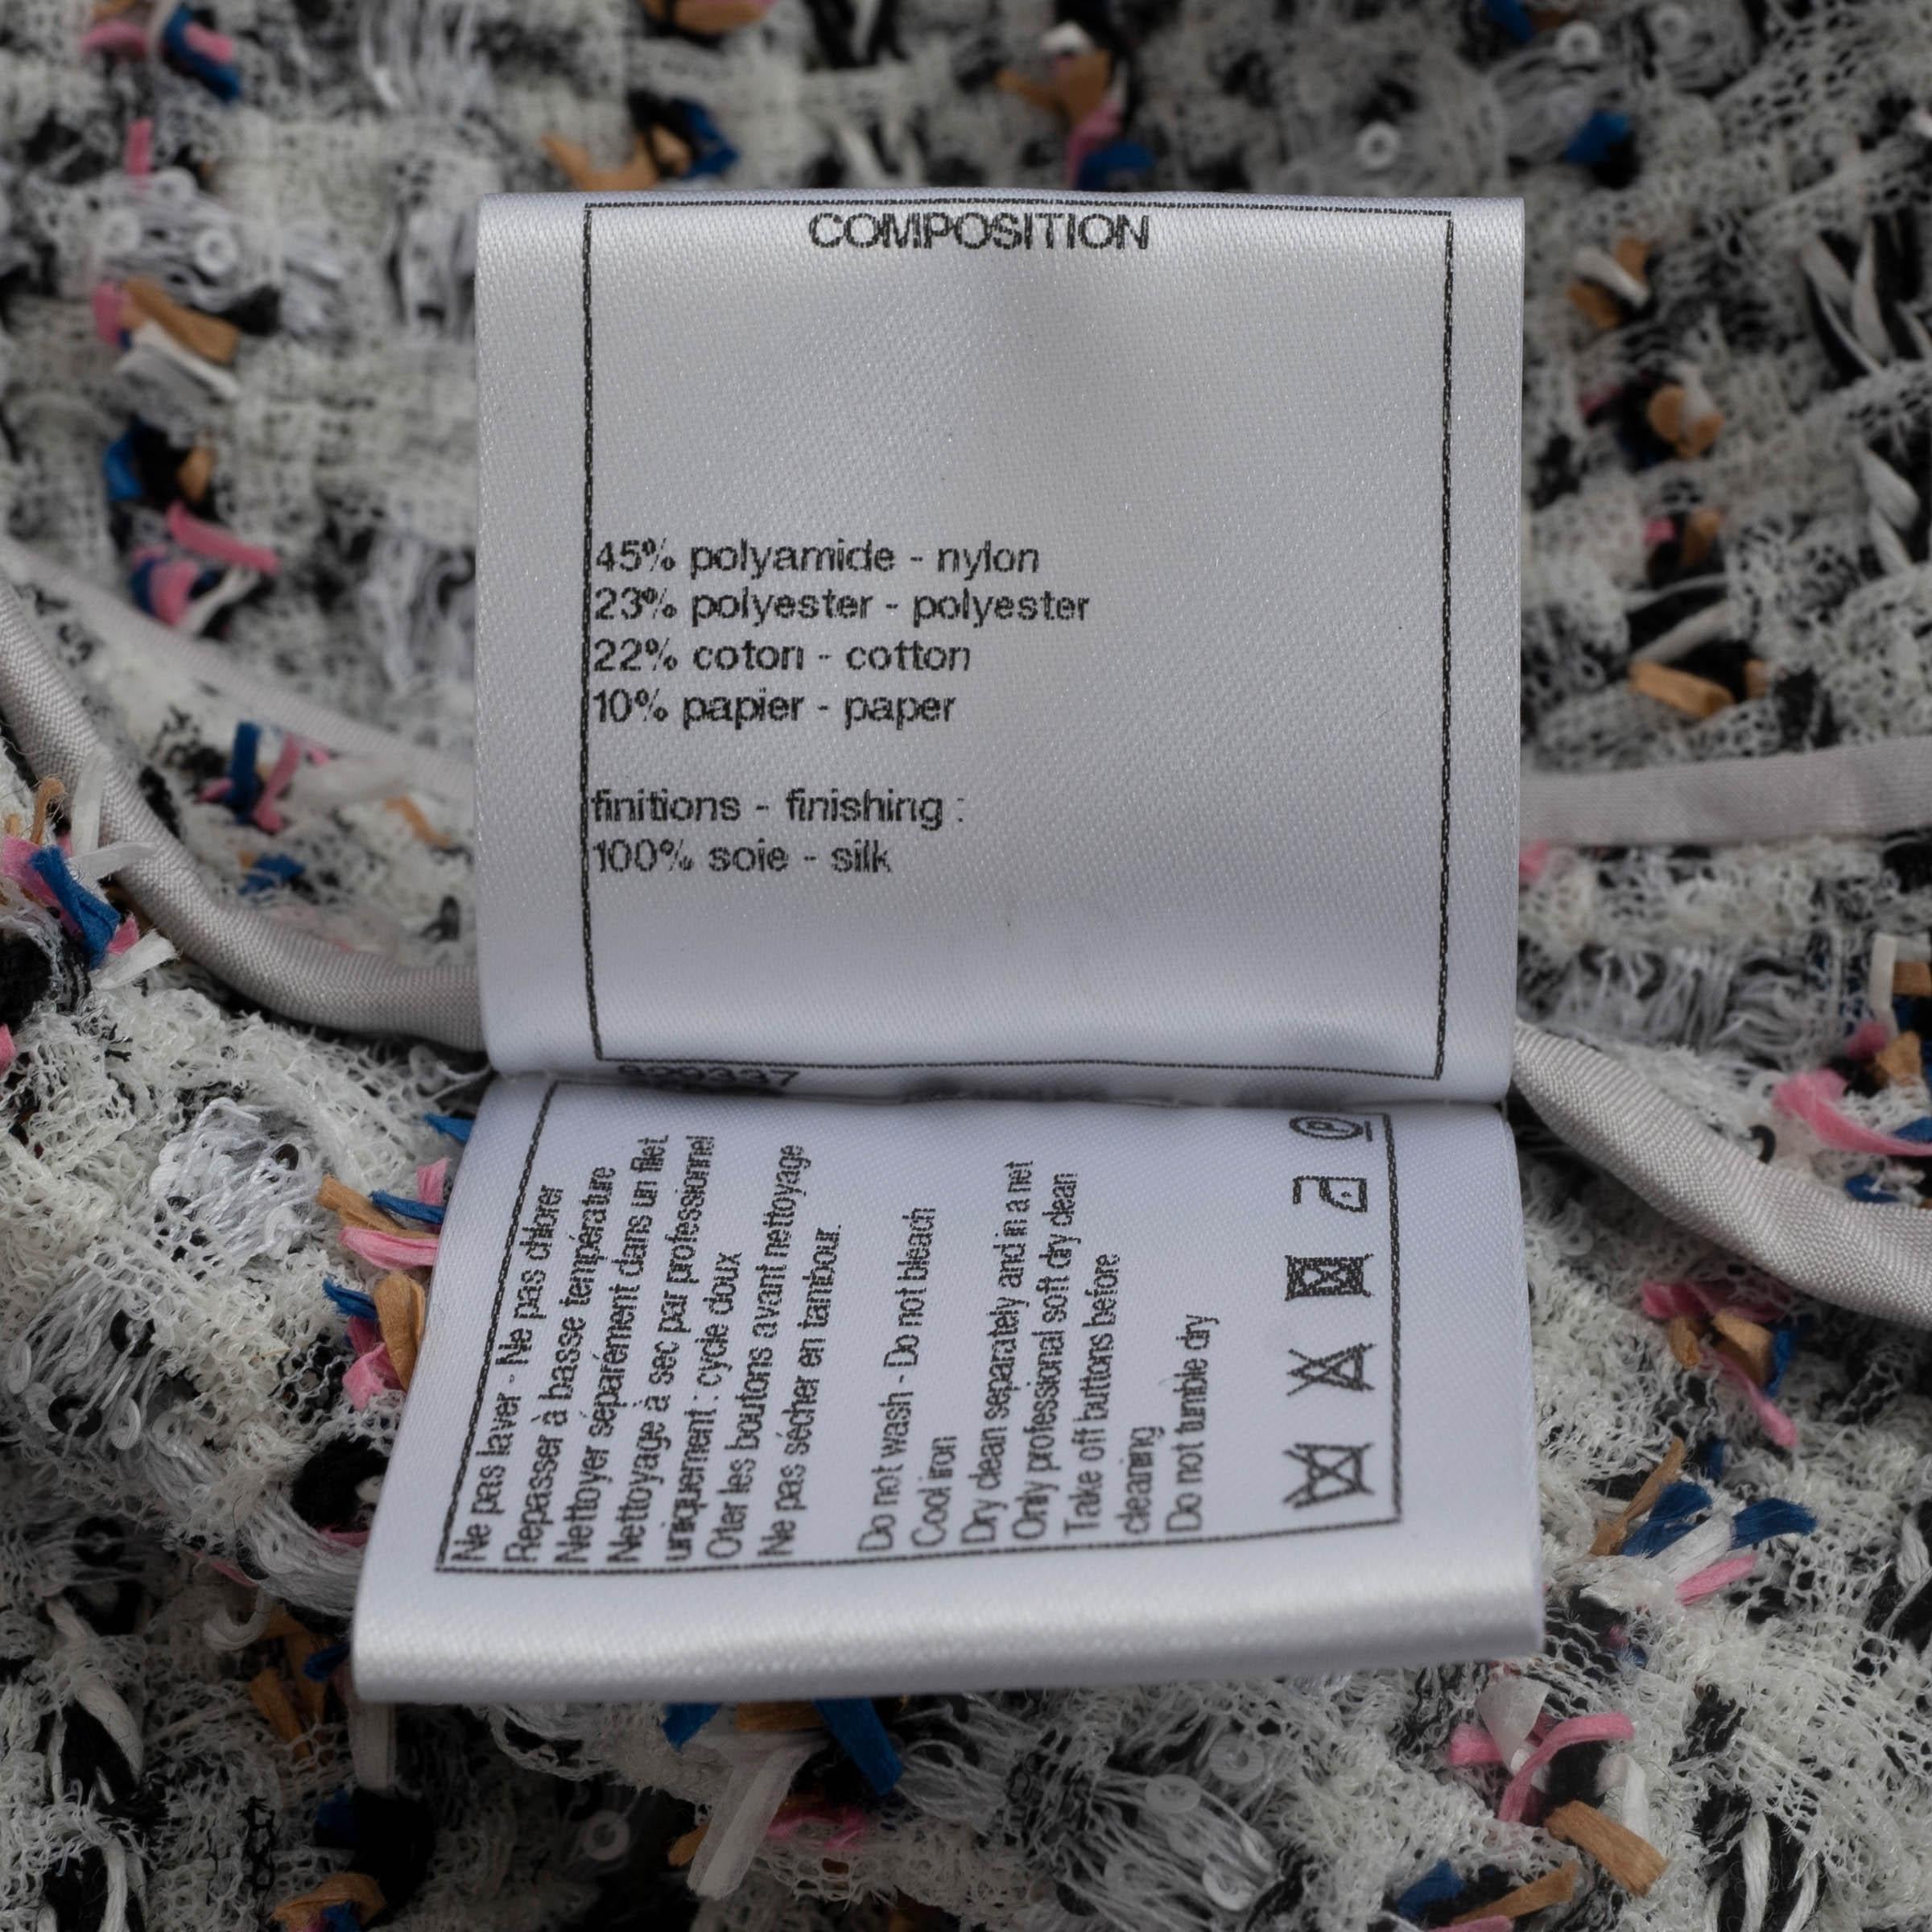 COMPOSITION
45% polyamide - nylon
23% polyester - polyester
22% coton - cotton
10% papier - paper
finitions - finishing :
100% soie - silk
Ne pas laver - Ne pas chlorer
Repasser à basse température
Nettoyer séparément dans un filet
Nettoyage à sec par professionnel
uniquement : cycle doux
Oter les boutons avant nettoyage
Ne pas sécher en tambour.
Do not wash - Do not bleach
Cool iron
Dry clean separately and in a net
Only professional soft dry clean
Take off buttons before
cleaning
Do not tumble dry
P